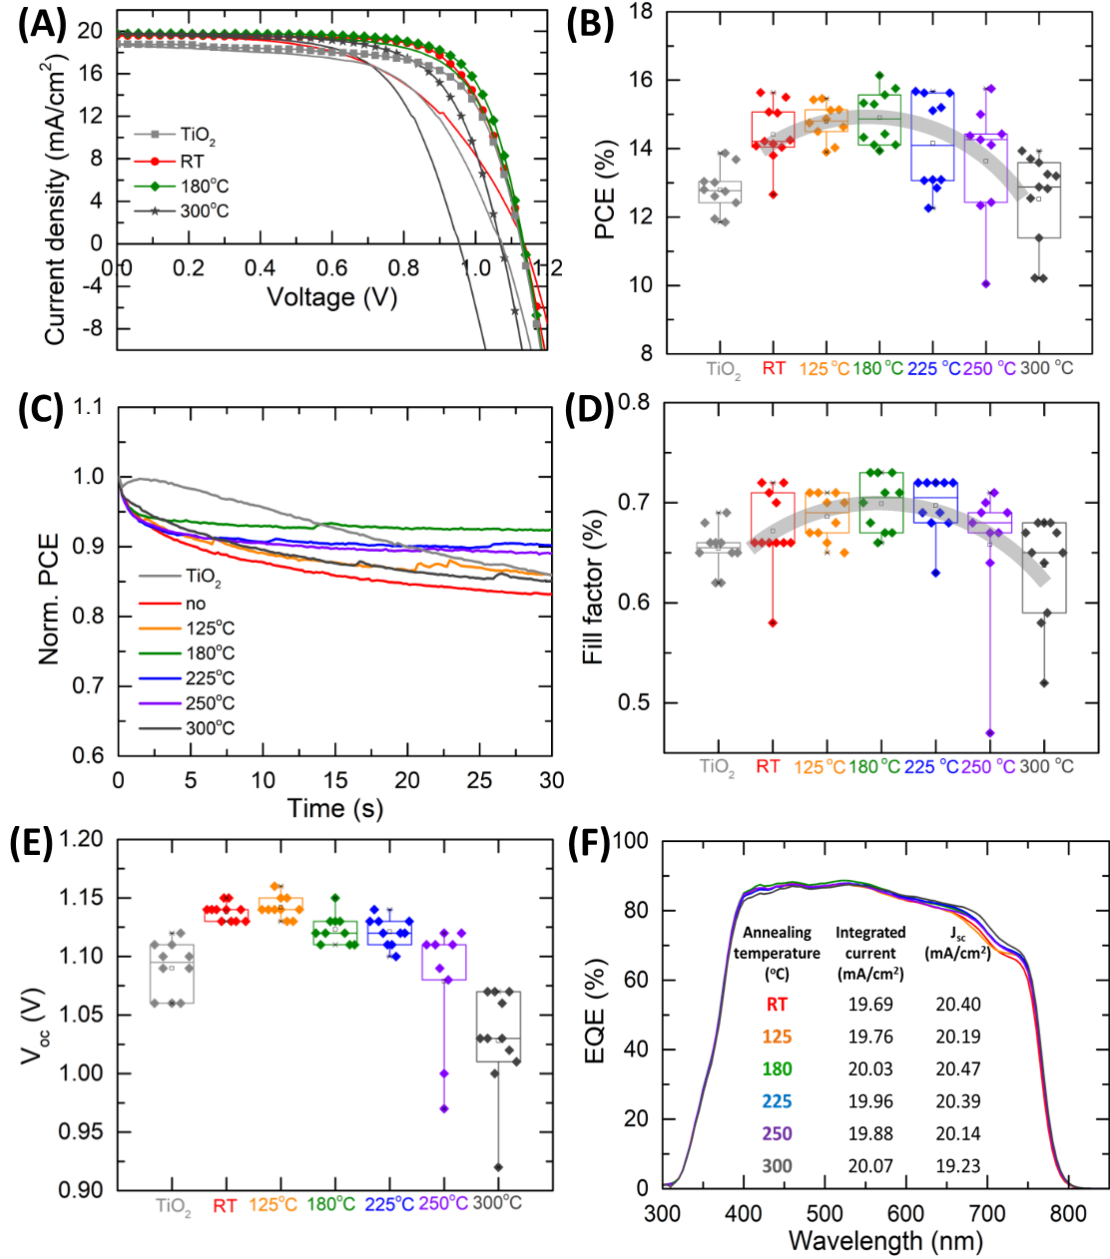 (A)
Current density (mA/cm²)
20
16
12
8
4
0
-4
-8
0.0 0.2 0.4 0.6 0.8 1.0 1.2
Voltage (V)
TiO₂
RT
180°C
300°C
(B)
PCE (%)
18
16
14
12
10
8
TiO₂ RT 125 °C 180 °C 225 °C 250 °C 300 °C
(C)
Norm. PCE
1.1
1.0
0.9
0.8
0.7
0.6
TiO₂
no
125°C
180°C
225°C
250°C
300°C
0 5 10 15 20 25 30
Time (s)
(D)
Fill factor (%)
0.8
0.7
0.6
0.5
TiO₂ RT 125 °C 180 °C 225 °C 250 °C 300 °C
(E)
Voc (V)
1.20
1.15
1.10
1.05
1.00
0.95
0.90
TiO₂ RT 125°C 180°C 225°C 250°C 300°C
(F)
EQE (%)
100
80
60
40
20
0
Annealing Integrated Jsc
temperature current (mA/cm²)
(°C) (mA/cm²)
RT 19.69 20.40
125 19.76 20.19
180 20.03 20.47
225 19.96 20.39
250 19.88 20.14
300 20.07 19.23
300 400 500 600 700 800
Wavelength (nm)